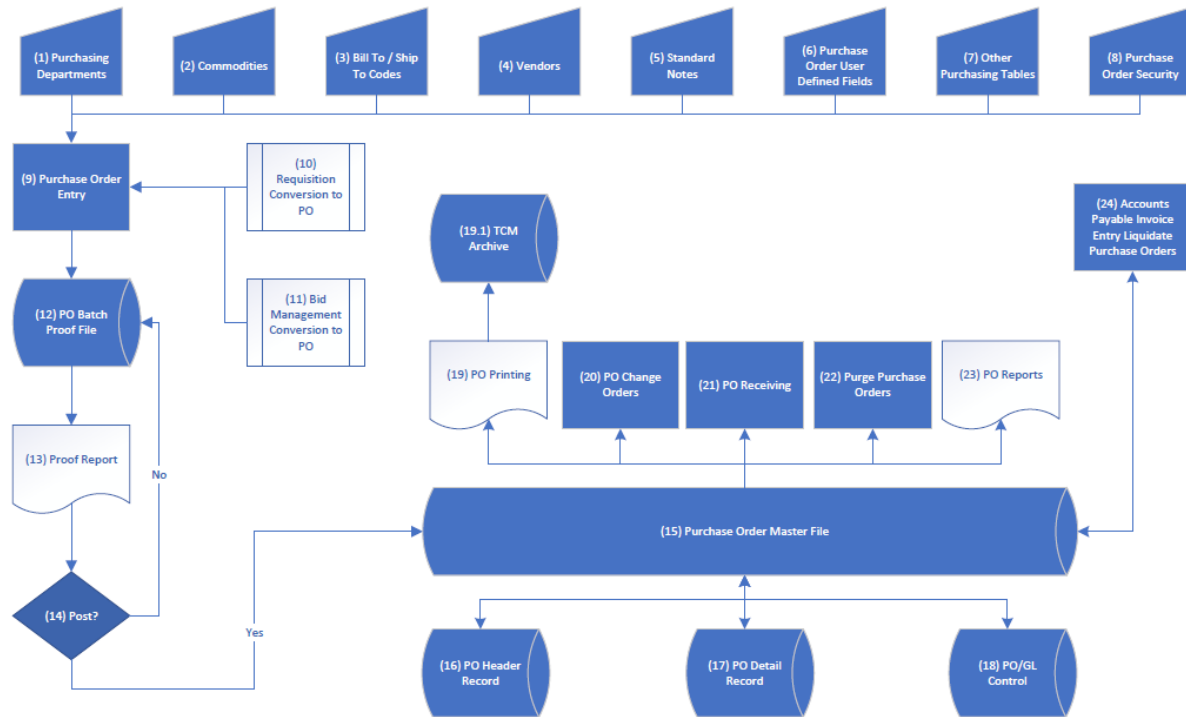 (1) Purchasing
Departments
(2) Commodities
(3) Bill To / Ship
To Codes
(4) Vendors
(5) Standard
Notes
(6) Purchase
Order User
Defined Fields
(7) Other
Purchasing Tables
(8) Purchase
Order Security
(9) Purchase Order
Entry
(10)
Requisition
Conversion to
PO
(11) Bid
Management
Conversion to
PO
(12) PO Batch
Proof File
(13) Proof Report
No
(14) Post?
Yes
(19.1) TCM
Archive
(24) Accounts
Payable Invoice
Entry Liquidate
Purchase Orders
(19) PO Printing
(20) PO Change
Orders
(21) PO Receiving
(22) Purge Purchase
Orders
(23) PO Reports
(15) Purchase Order Master File
(16) PO Header
Record
(17) PO Detail
Record
(18) PO/GL
Control